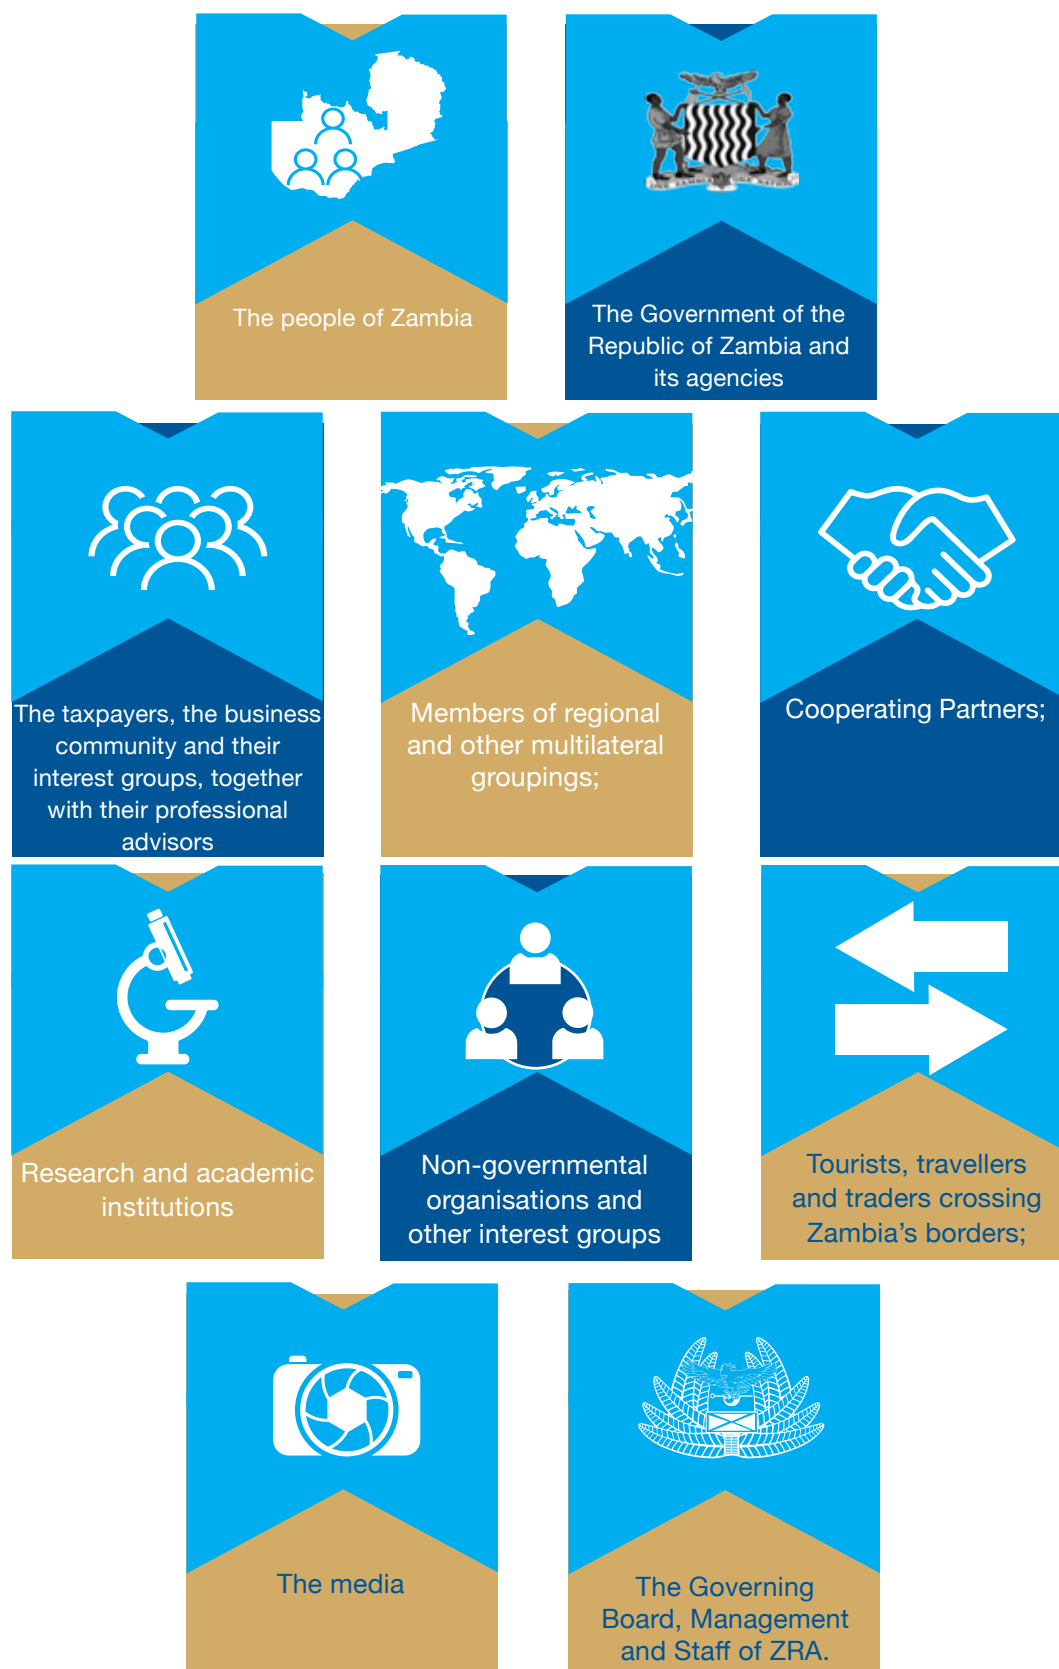 The people of Zambia
The Government of the
Republic of Zambia and
its agencies
The taxpayers, the business
community and their
interest groups, together
with their professional
advisors
Members of regional
and other multilateral
groupings;
Cooperating Partners;
Research and academic
institutions
Non-governmental
organisations and
other interest groups
Tourists, travellers
and traders crossing
Zambia’s borders;
The media
The Governing
Board, Management
and Staff of ZRA.